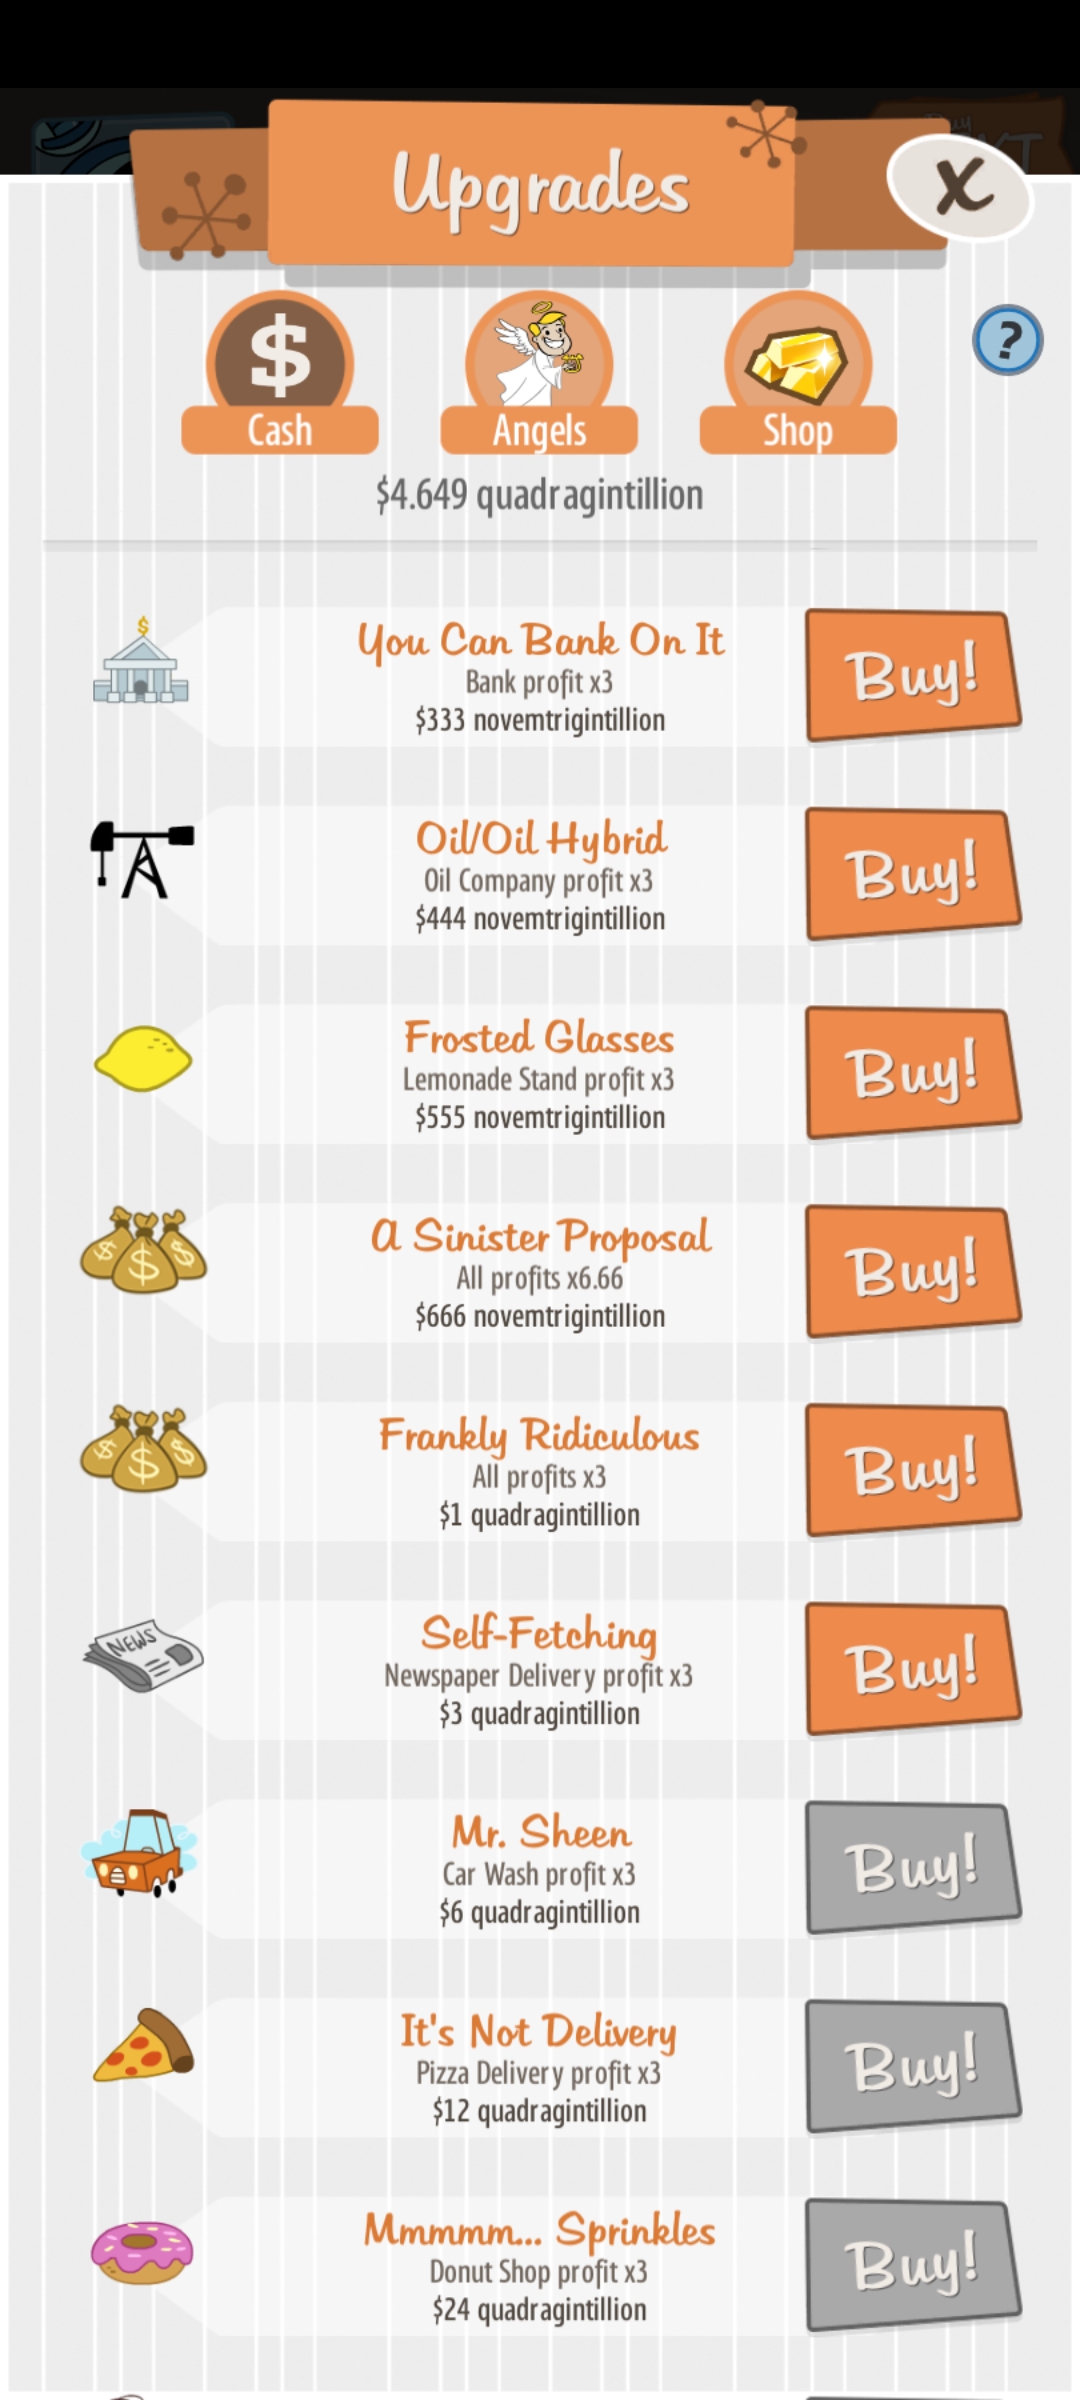 Upgrades
X
$
Cash
Angels
Shop
?
$4.649 quadragintillion
$
You Can Bank On It
Bank profit x3
$333 novemtrigintillion
Buy!
Oil/Oil Hybrid
Oil Company profit x3
$444 novemtrigintillion
Buy!
Frosted Glasses
Lemonade Stand profit x3
$555 novemtrigintillion
Buy!
$ $ $
A Sinister Proposal
All profits x6.66
$666 novemtrigintillion
Buy!
$ $ $
Frankly Ridiculous
All profits x3
$1 quadragintillion
Buy!
NEWS
Self-Fetching
Newspaper Delivery profit x3
$3 quadragintillion
Buy!
Mr. Sheen
Car Wash profit x3
$6 quadragintillion
Buy!
It's Not Delivery
Pizza Delivery profit x3
$12 quadragintillion
Buy!
Mmmmm... Sprinkles
Donut Shop profit x3
$24 quadragintillion
Buy!